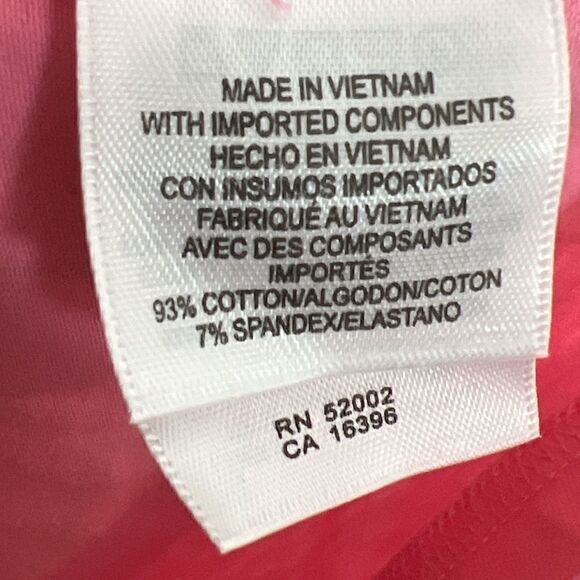 MADE IN VIETNAM
WITH IMPORTED COMPONENTS
HECHO EN VIETNAM
CON INSUMOS IMPORTADOS
FABRIQUÉ AU VIETNAM
AVEC DES COMPOSANTS
IMPORTÉS
93% COTTON/ALGODON/COTON
7% SPANDEX/ELASTANO
RN 52002
CA 16396